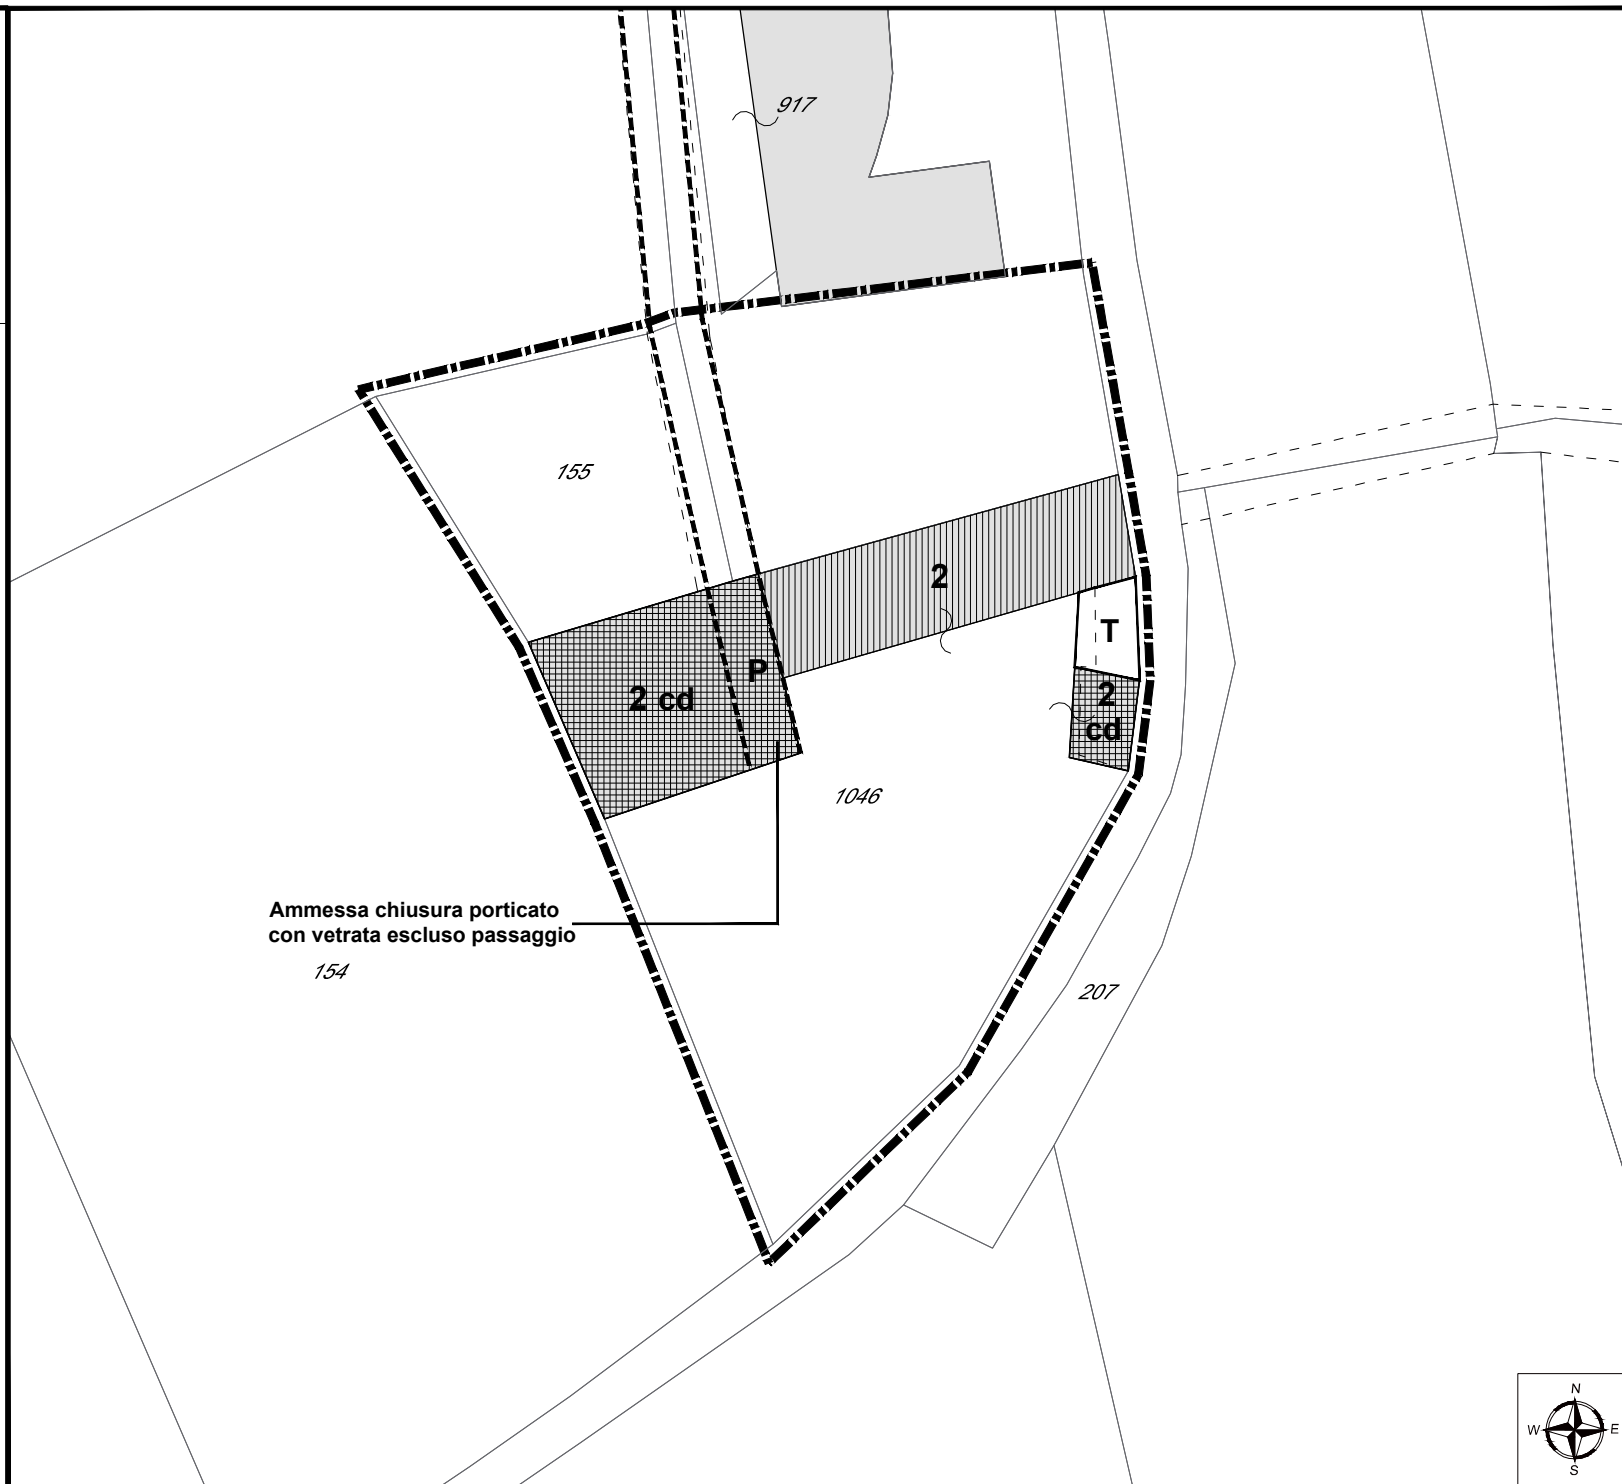 917
155
2
T
P
2 cd
2
cd
1046
Ammessa chiusura porticato
con vetrata escluso passaggio
154
207
N
W E
S